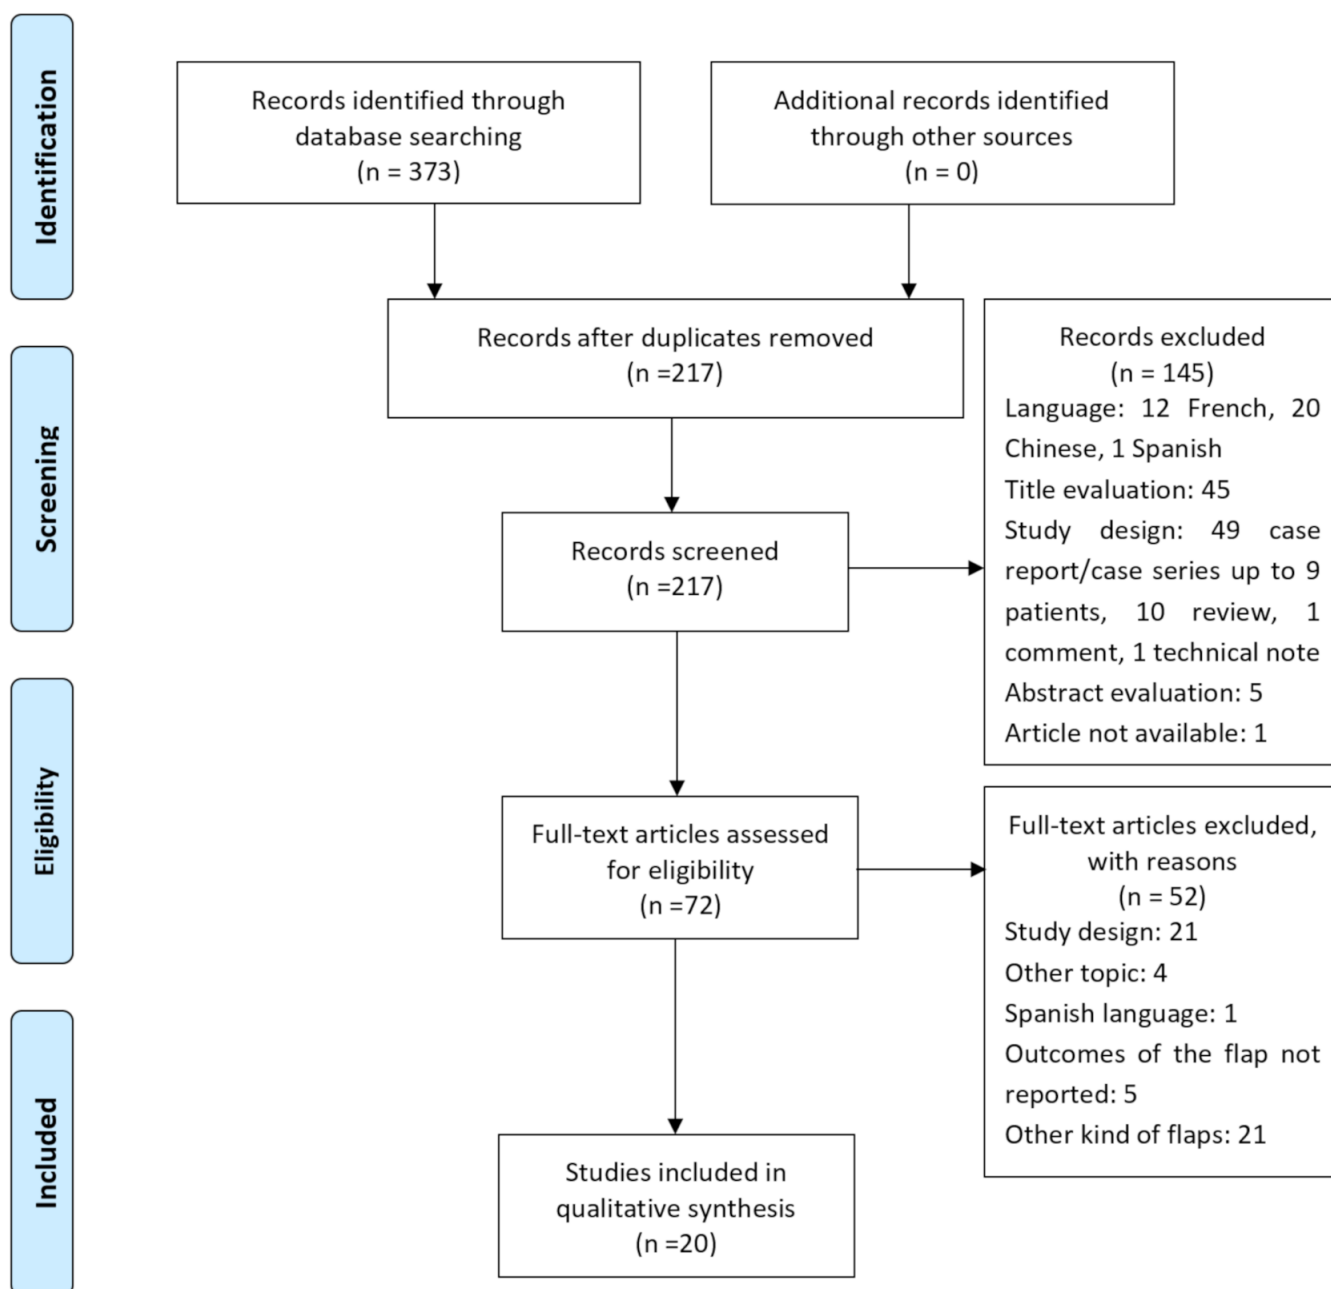 Identification
Records identified through
database searching
(n = 373)
Additional records identified
through other sources
(n = 0)
Records after duplicates removed
(n =217)
Screening
Records screened
(n =217)
Records excluded
(n = 145)
Language: 12 French, 20
Chinese, 1 Spanish
Title evaluation: 45
Study design: 49 case
report/case series up to 9
patients, 10 review, 1
comment, 1 technical note
Abstract evaluation: 5
Article not available: 1
Eligibility
Full-text articles assessed
for eligibility
(n =72)
Full-text articles excluded,
with reasons
(n = 52)
Study design: 21
Other topic: 4
Spanish language: 1
Outcomes of the flap not
reported: 5
Other kind of flaps: 21
Included
Studies included in
qualitative synthesis
(n =20)